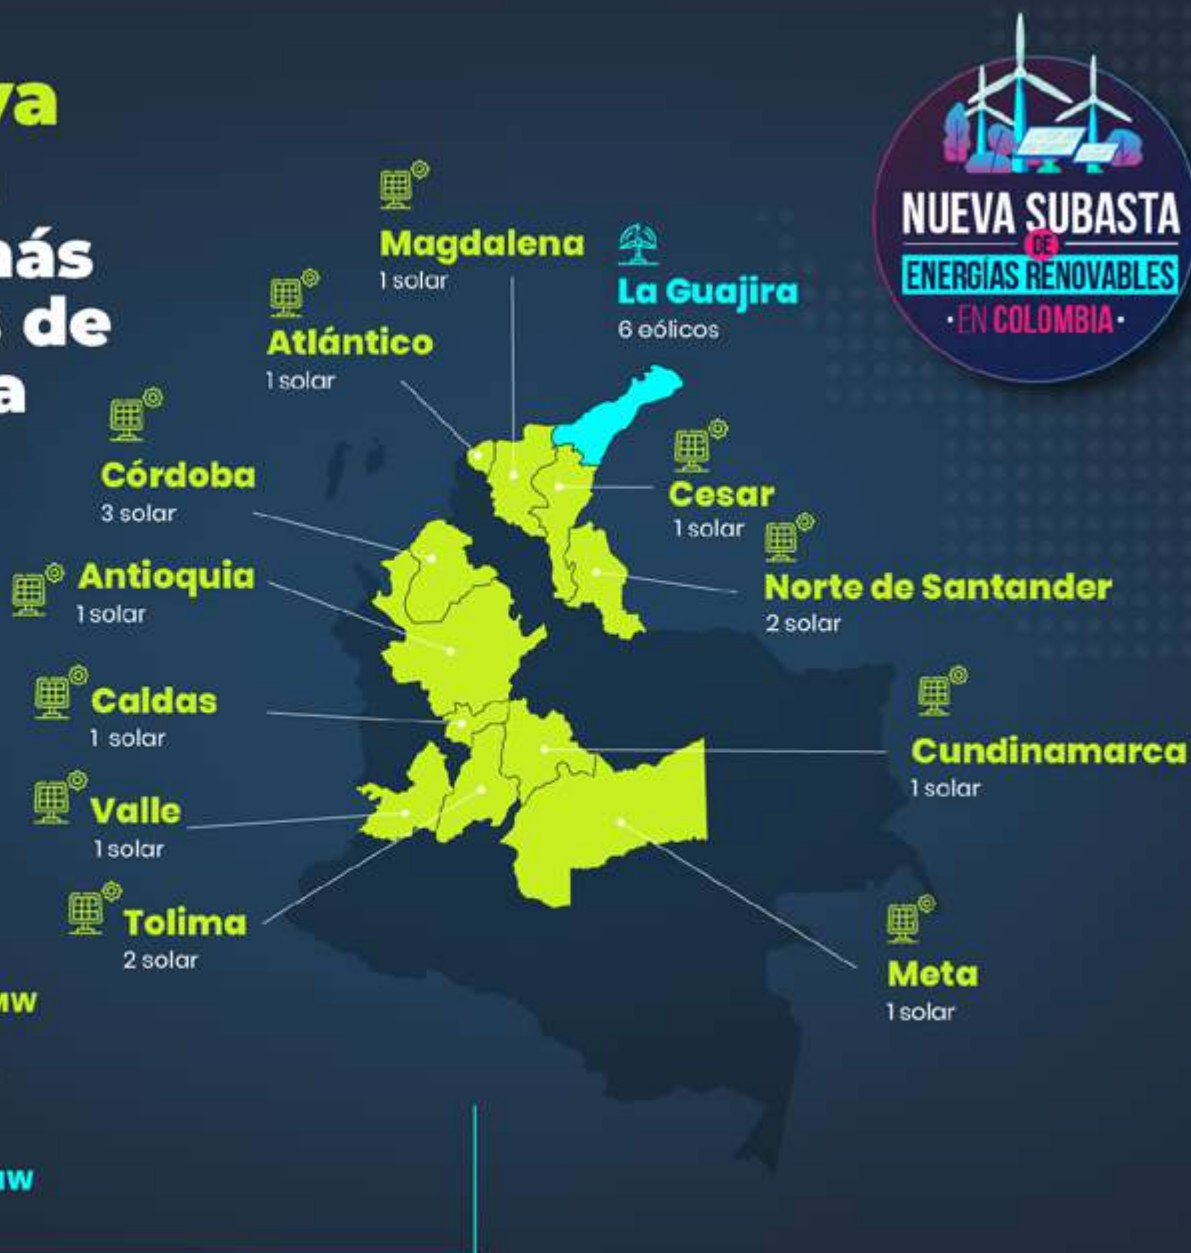 Magdalena
1 solar
La Guajira
6 eólicos
Atlántico
1 solar
Córdoba
3 solar
Cesar
1 solar
Antioquia
1 solar
Norte de Santander
2 solar
Caldas
1 solar
Cundinamarca
1 solar
Valle
1 solar
Tolima
2 solar
Meta
1 solar
de
MW
NUEVA SUBASTA
DE
ENERGÍAS RENOVABLES
• EN COLOMBIA •